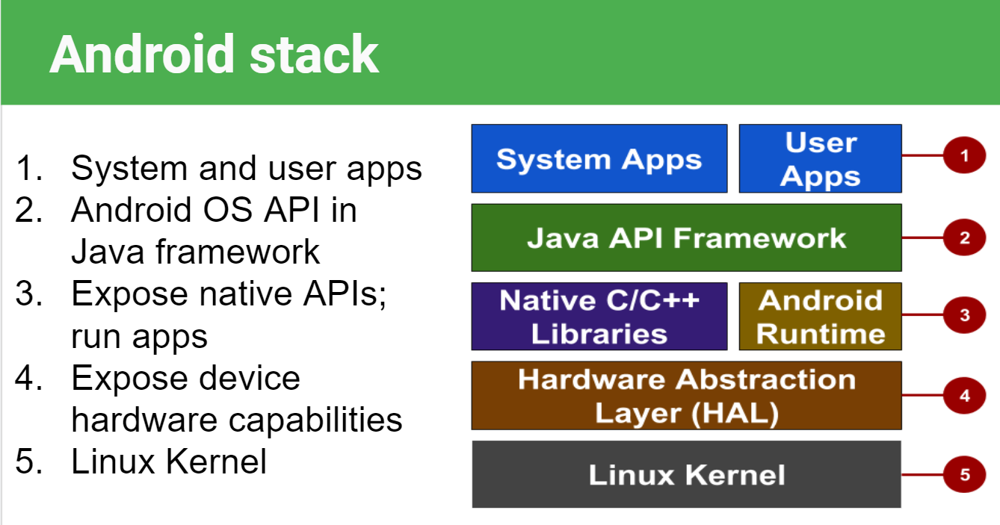 Android stack
1. System and user apps
2. Android OS API in
Java framework
3. Expose native APIs;
run apps
4. Expose device
hardware capabilities
5. Linux Kernel
System Apps
User
Apps
1
Java API Framework
2
Native C/C++
Libraries
Android
Runtime
3
Hardware Abstraction
Layer (HAL)
4
Linux Kernel
5